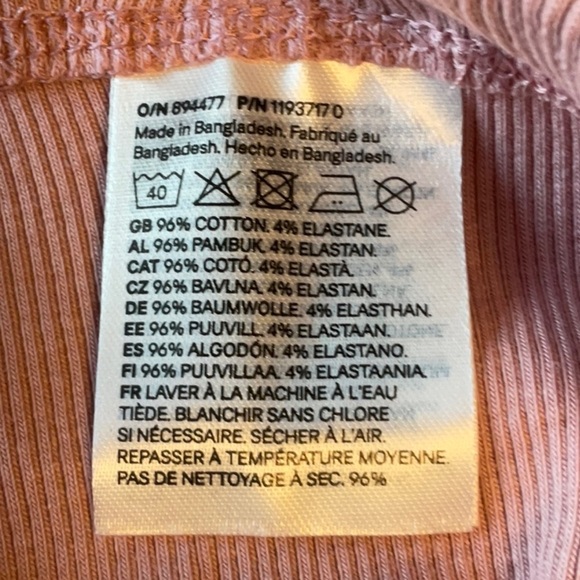 O/N 894477 P/N 1193717 0
Made in Bangladesh. Fabriqué au
Bangladesh. Hecho en Bangladesh.
40
GB 96% COTTON. 4% ELASTANE.
AL 96% PAMBUK. 4% ELASTAN.
CAT 96% COTÓ. 4% ELASTÀ.
CZ 96% BAVLNA. 4% ELASTAN.
DE 96% BAUMWOLLE. 4% ELASTHAN.
EE 96% PUUVILL. 4% ELASTAAN.
ES 96% ALGODÓN. 4% ELASTANO.
FI 96% PUUVILLAA. 4% ELASTAANIA.
FR LAVER À LA MACHINE À L'EAU
TIÈDE. BLANCHIR SANS CHLORE
SI NÉCESSAIRE. SÉCHER À L'AIR.
REPASSER À TEMPÉRATURE MOYENNE.
PAS DE NETTOYAGE À SEC. 96%